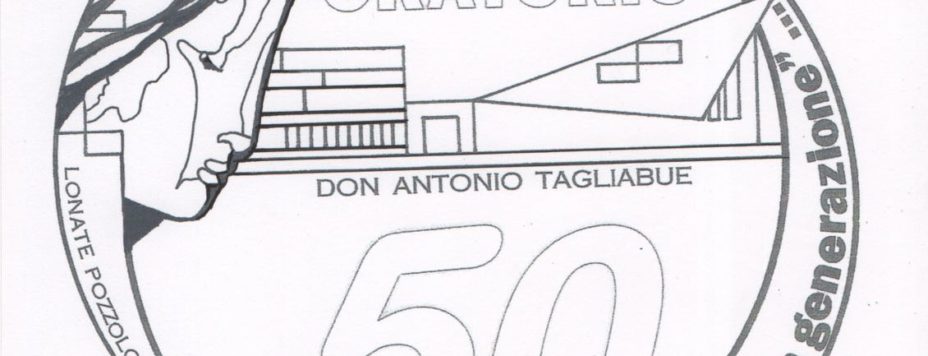 ORATORIO
DON ANTONIO TAGLIABUE
50
LONATE POZZOLO
generazione"...